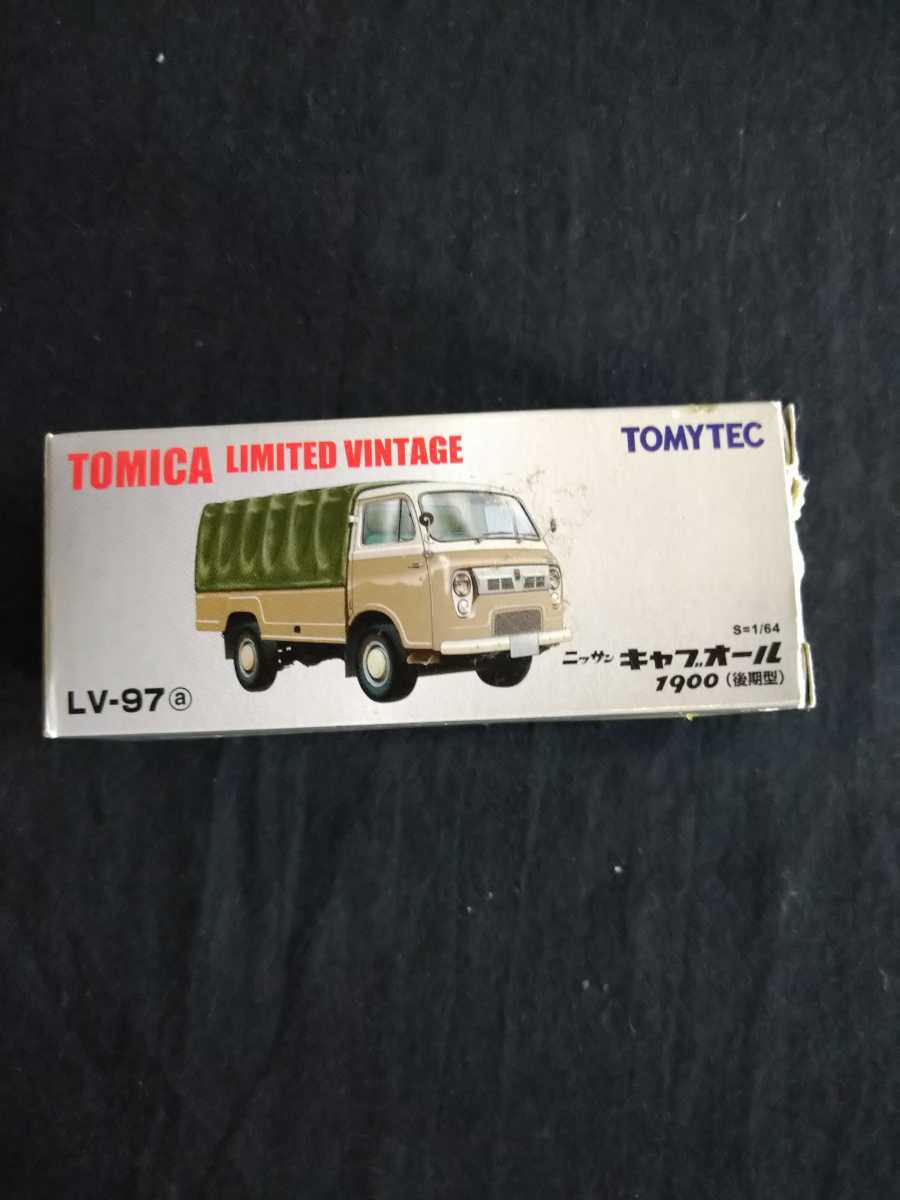 TOMICA LIMITED VINTAGE
TOMYTEC
S=1/64
ニッサン キャブオール
1900 (後期型)
LV-97 ⓐ